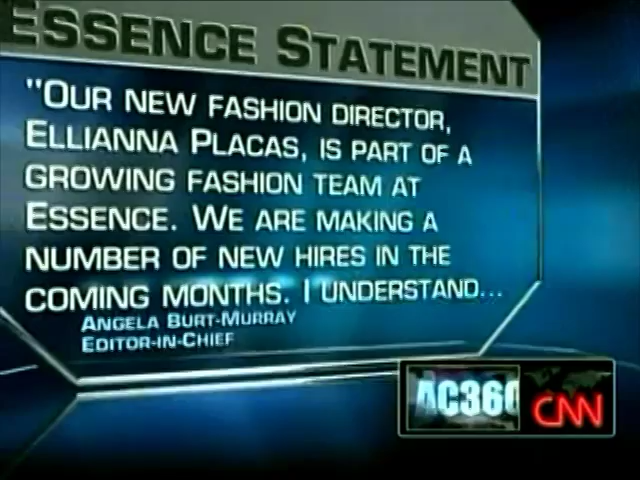 ESSENCE STATEMENT
"OUR NEW FASHION DIRECTOR,
ELLIANNA PLACAS, IS PART OF A
GROWING FASHION TEAM AT
ESSENCE. WE ARE MAKING A
NUMBER OF NEW HIRES IN THE
COMING MONTHS. I UNDERSTAND...
ANGELA BURT-MURRAY
EDITOR-IN-CHIEF
AC360 CNN